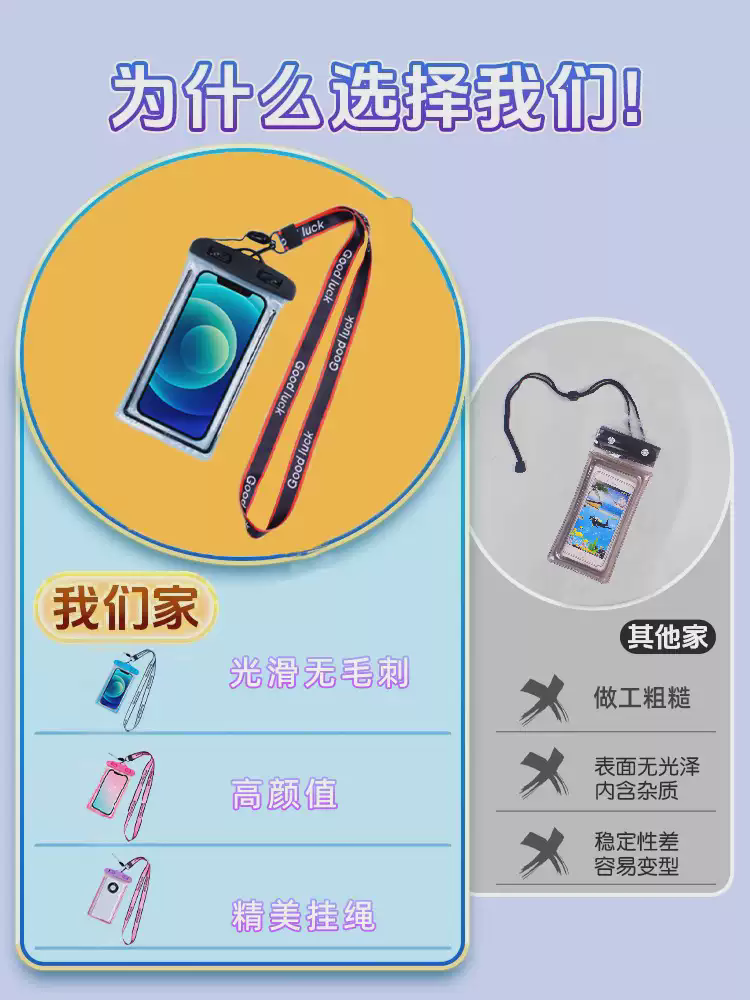 为什么选择我们!
luck
Good luck
Good luck
Good luck
Good luck
Good
我们家
光滑无毛刺
高颜值
精美挂绳
其他家
做工粗糙
表面无光泽
内含杂质
稳定性差
容易变型